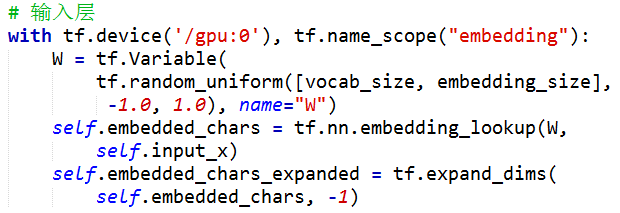 # 输入层
with tf.device('/gpu:0'), tf.name_scope("embedding"):
    W = tf.Variable(
        tf.random_uniform([vocab_size, embedding_size],
         -1.0, 1.0), name="W")
    self.embedded_chars = tf.nn.embedding_lookup(W,
        self.input_x)
    self.embedded_chars_expanded = tf.expand_dims(
        self.embedded_chars, -1)